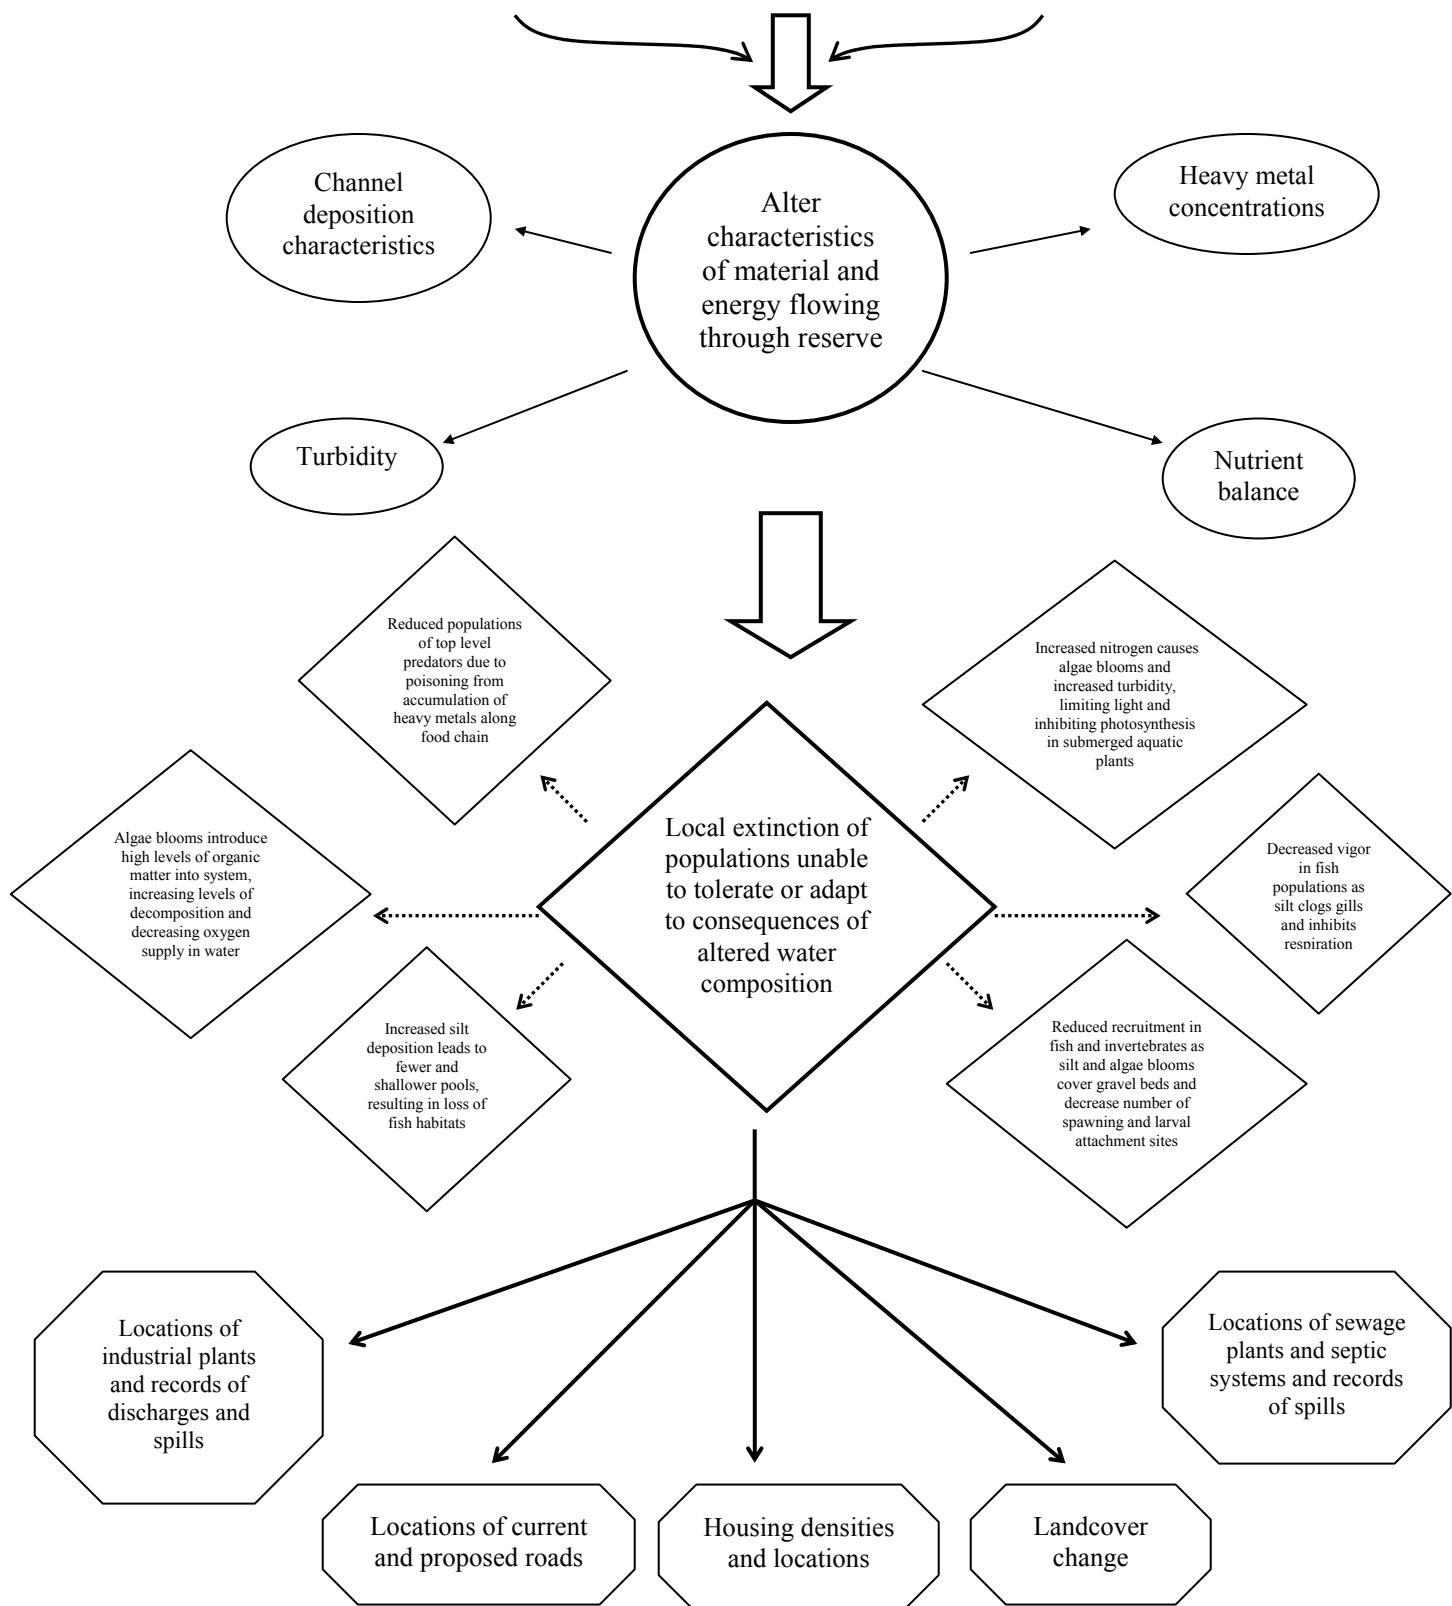 Channel
deposition
characteristics
Alter
characteristics
of material and
energy flowing
through reserve
Heavy metal
concentrations
Turbidity
Nutrient
balance
Reduced populations
of top level
predators due to
poisoning from
accumulation of
heavy metals along
food chain
Increased nitrogen causes
algae blooms and
increased turbidity,
limiting light and
inhibiting photosynthesis
in submerged aquatic
plants
Algae blooms introduce
high levels of organic
matter into system,
increasing levels of
decomposition and
decreasing oxygen
supply in water
Local extinction of
populations unable
to tolerate or adapt
to consequences of
altered water
composition
Decreased vigor
in fish
populations as
silt clogs gills
and inhibits
respiration
Increased silt
deposition leads to
fewer and
shallower pools,
resulting in loss of
fish habitats
Reduced recruitment in
fish and invertebrates as
silt and algae blooms
cover gravel beds and
decrease number of
spawning and larval
attachment sites
Locations of
industrial plants
and records of
discharges and
spills
Locations of current
and proposed roads
Housing densities
and locations
Landcover
change
Locations of sewage
plants and septic
systems and records
of spills